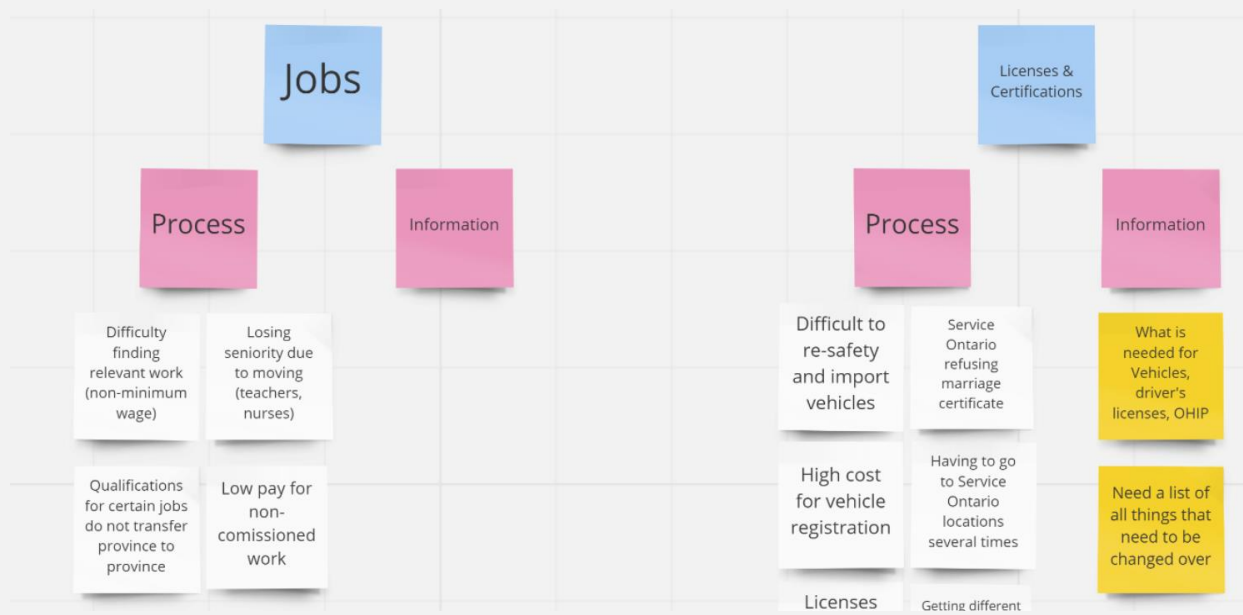 Jobs
Process
Information
Difficulty
finding
relevant work
(non-minimum
wage)
Losing
seniority due
to moving
(teachers,
nurses)
Qualifications
for certain jobs
do not transfer
province to
province
Low pay for
non-
comissioned
work
Licenses &
Certifications
Process
Information
Difficult to
re-safety
and import
vehicles
Service
Ontario
refusing
marriage
certificate
High cost
for vehicle
registration
Having to go
to Service
Ontario
locations
several times
Licenses
Getting different
What is
needed for
Vehicles,
driver's
licenses, OHIP
Need a list of
all things that
need to be
changed over